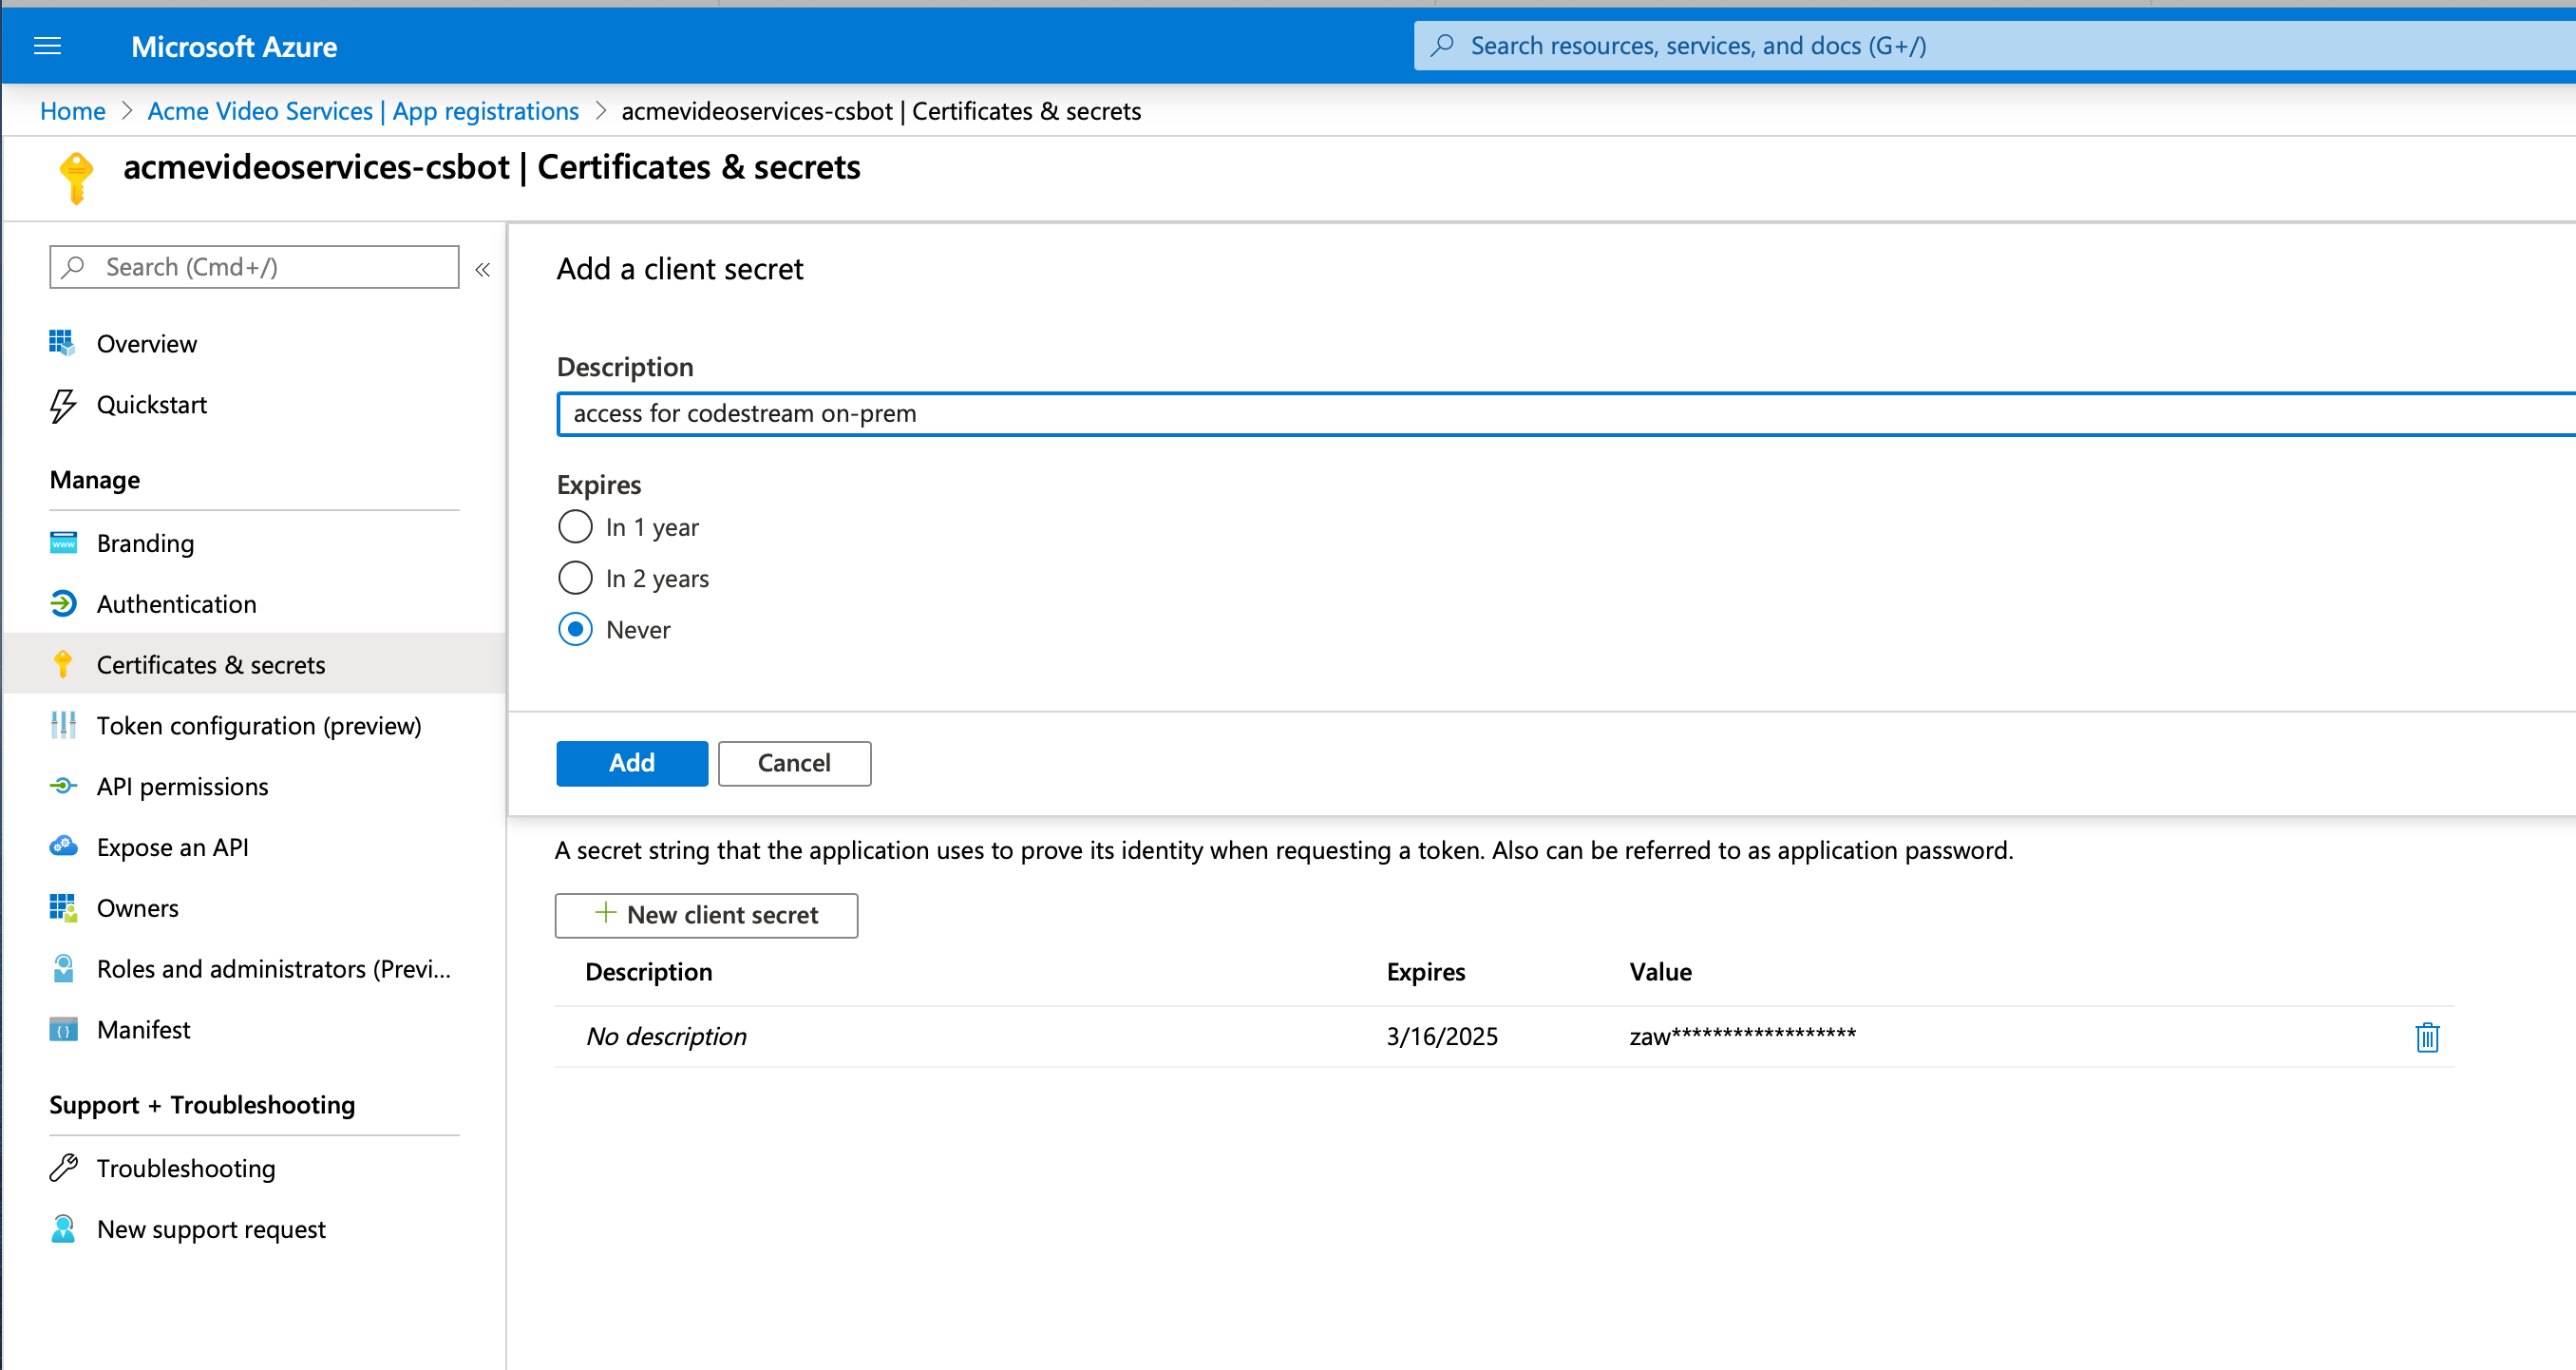 Microsoft Azure
Search resources, services, and docs (G+/)
Home > Acme Video Services | App registrations > acmevideoservices-csbot | Certificates & secrets
acmevideoservices-csbot | Certificates & secrets
Search (Cmd+/)
«
Overview
Quickstart
Manage
Branding
Authentication
Certificates & secrets
Token configuration (preview)
API permissions
Expose an API
Owners
Roles and administrators (Previ...
Manifest
Support + Troubleshooting
Troubleshooting
New support request
Add a client secret
Description
access for codestream on-prem
Expires
In 1 year
In 2 years
Never
Add Cancel
A secret string that the application uses to prove its identity when requesting a token. Also can be referred to as application password.
+ New client secret
Description Expires Value
No description 3/16/2025 zaw******************